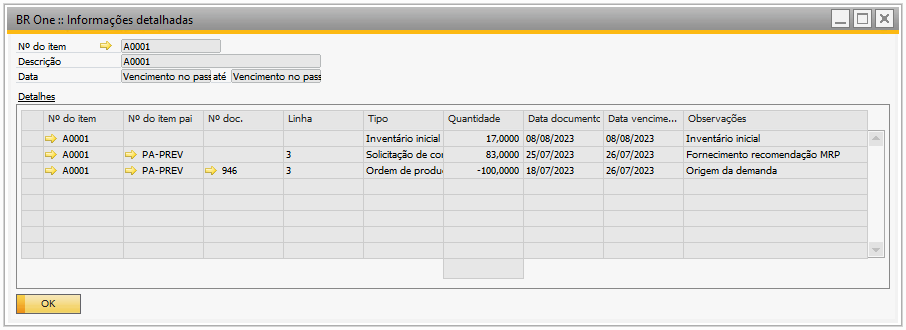 BR One :: Informações detalhadas
Nº do item A0001
Descrição A0001
Data Vencimento no pass até Vencimento no pass
Detalhes
Nº do item Nº do item pai Nº doc. Linha Tipo Quantidade Data documento Data vencime... Observações
A0001 Inventário inicial 17,0000 08/08/2023 08/08/2023 Inventário inicial
A0001 PA-PREV 3 Solicitação de cor 83,0000 25/07/2023 26/07/2023 Fornecimento recomendação MRP
A0001 PA-PREV 946 3 Ordem de produç -100,0000 18/07/2023 26/07/2023 Origem da demanda
OK